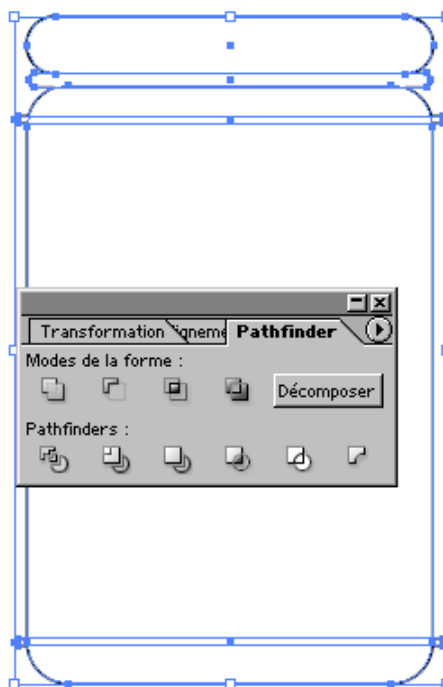 Transformation Pathfinder
Modes de la forme :
Décomposer
Pathfinders :